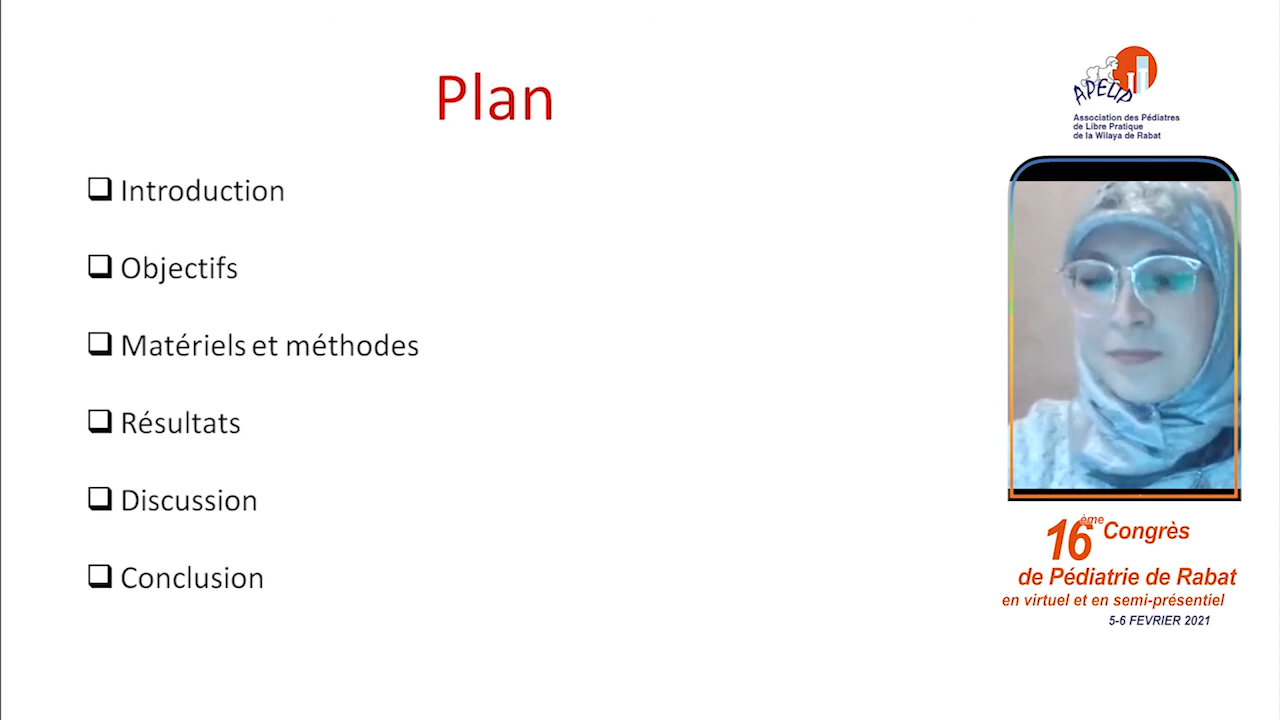 Plan
Introduction
Objectifs
Matériels et méthodes
Résultats
Discussion
Conclusion
APELIP
Association des Pédiatres
de Libre Pratique
de la Wilaya de Rabat
16ème Congrès
de Pédiatrie de Rabat
en virtuel et en semi-présentiel
5-6 FEVRIER 2021